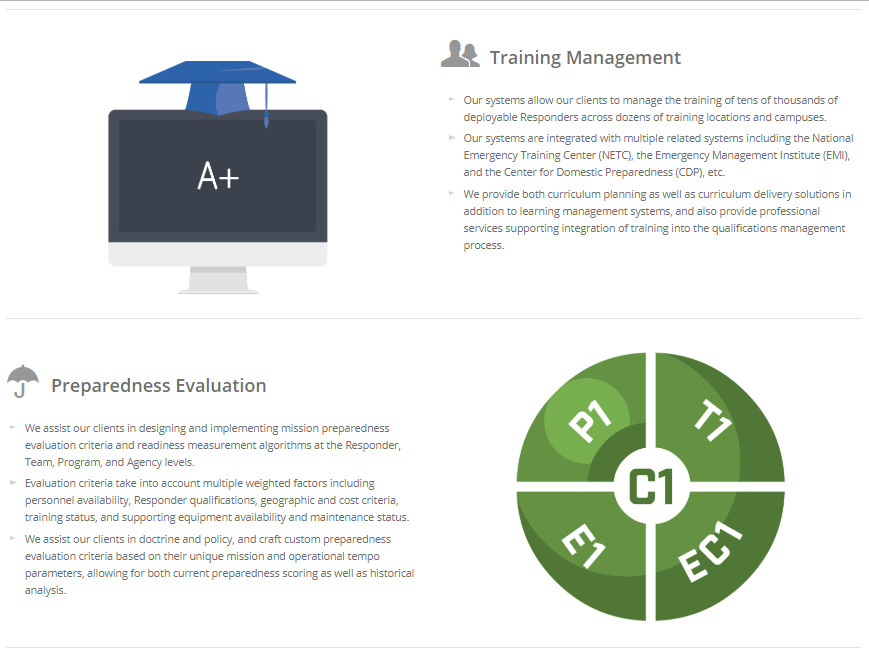 A+
Training Management
Our systems allow our clients to manage the training of tens of thousands of
deployable Responders across dozens of training locations and campuses.
Our systems are integrated with multiple related systems including the National
Emergency Training Center (NETC), the Emergency Management Institute (EMI),
and the Center for Domestic Preparedness (CDP), etc.
We provide both curriculum planning as well as curriculum delivery solutions in
addition to learning management systems, and also provide professional
services supporting integration of training into the qualifications management
process.
Preparedness Evaluation
We assist our clients in designing and implementing mission preparedness
evaluation criteria and readiness measurement algorithms at the Responder,
Team, Program, and Agency levels.
Evaluation criteria take into account multiple weighted factors including
personnel availability, Responder qualifications, geographic and cost criteria,
training status, and supporting equipment availability and maintenance status.
We assist our clients in doctrine and policy, and craft custom preparedness
evaluation criteria based on their unique mission and operational tempo
parameters, allowing for both current preparedness scoring as well as historical
analysis.
P1
T1
C1
E1
EC1